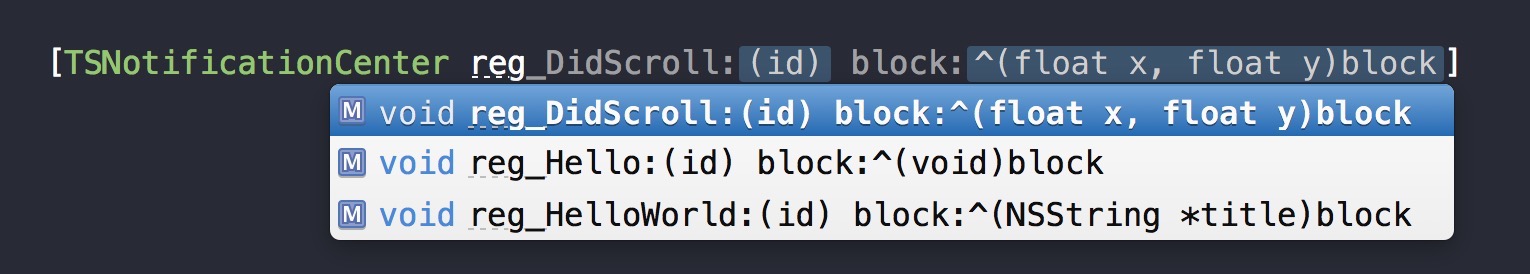 [TSNotificationCenter reg_DidScroll:(id) block:^(float x, float y)block]
M void reg_DidScroll:(id) block:^(float x, float y)block
M void reg_Hello:(id) block:^(void)block
M void reg_HelloWorld:(id) block:^(NSString *title)block